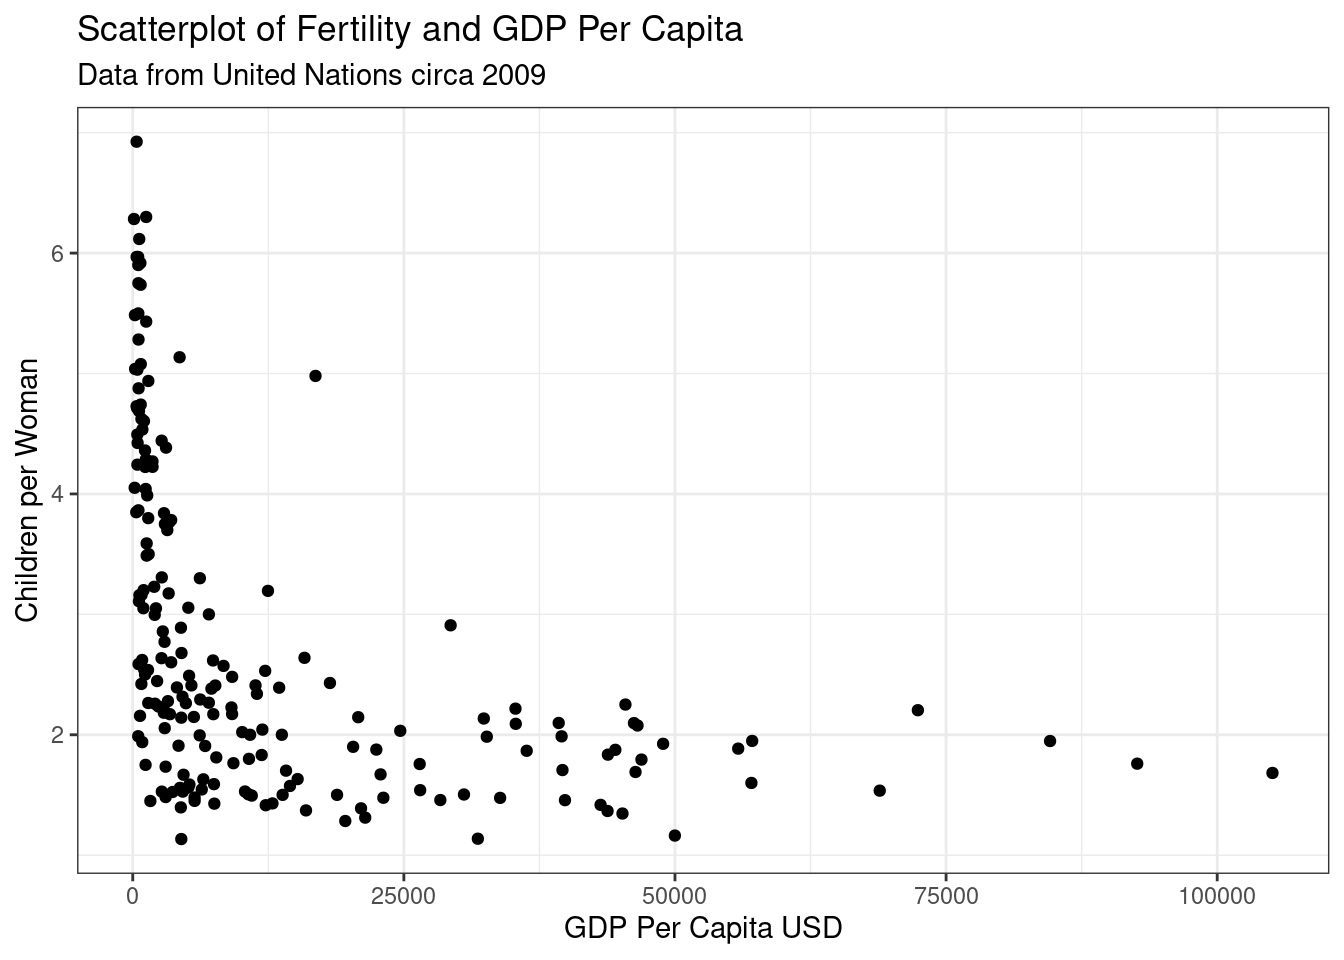 Scatterplot of Fertility and GDP Per Capita
Data from United Nations circa 2009
Children per Woman
6
4
2
0
25000
50000
75000
100000
GDP Per Capita USD